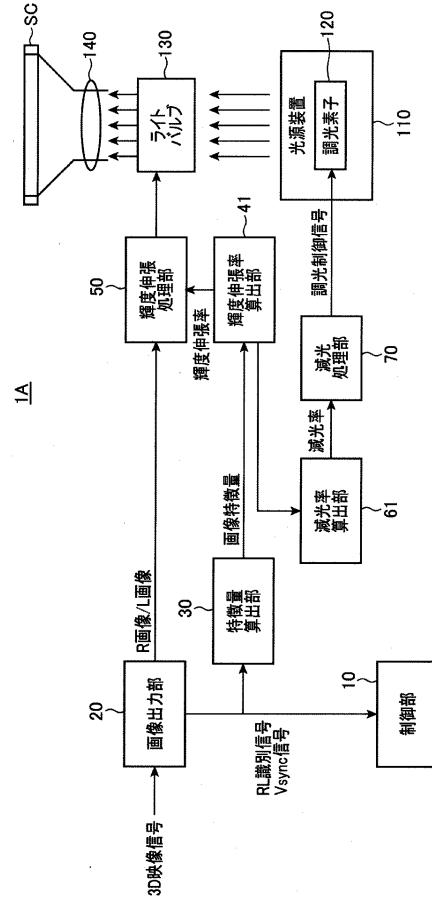 1A
3D映像信号
20
画像出力部
R画像/L画像
RL識別信号
Vsync信号
10
制御部
30
特徴量
算出部
画像特徴量
50
輝度伸張
処理部
輝度伸張率
41
輝度伸張率
算出部
61
減光率
算出部
減光率
70
減光
処理部
調光制御信号
SC
140
130
ライト
バルブ
120
光源装置
調光素子
110